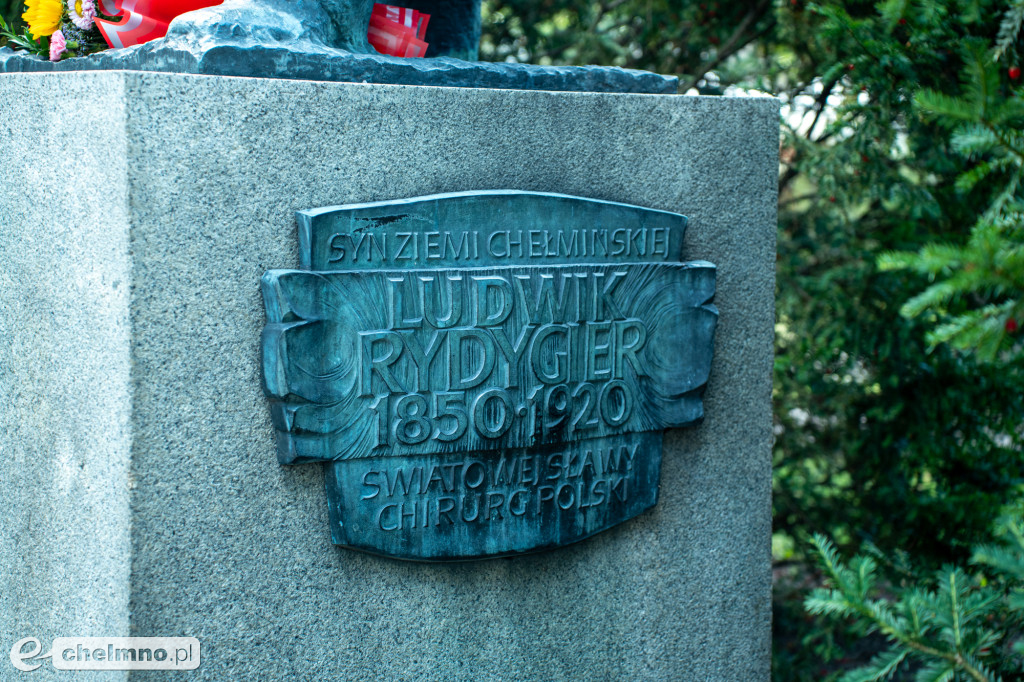 SYN ZIEMI CHEŁMIŃSKIEJ
LUDWIK
RYDYGIER
1850·1920
ŚWIATOWEJ SŁAWY
CHIRURG POLSKI
e chelmno.pl